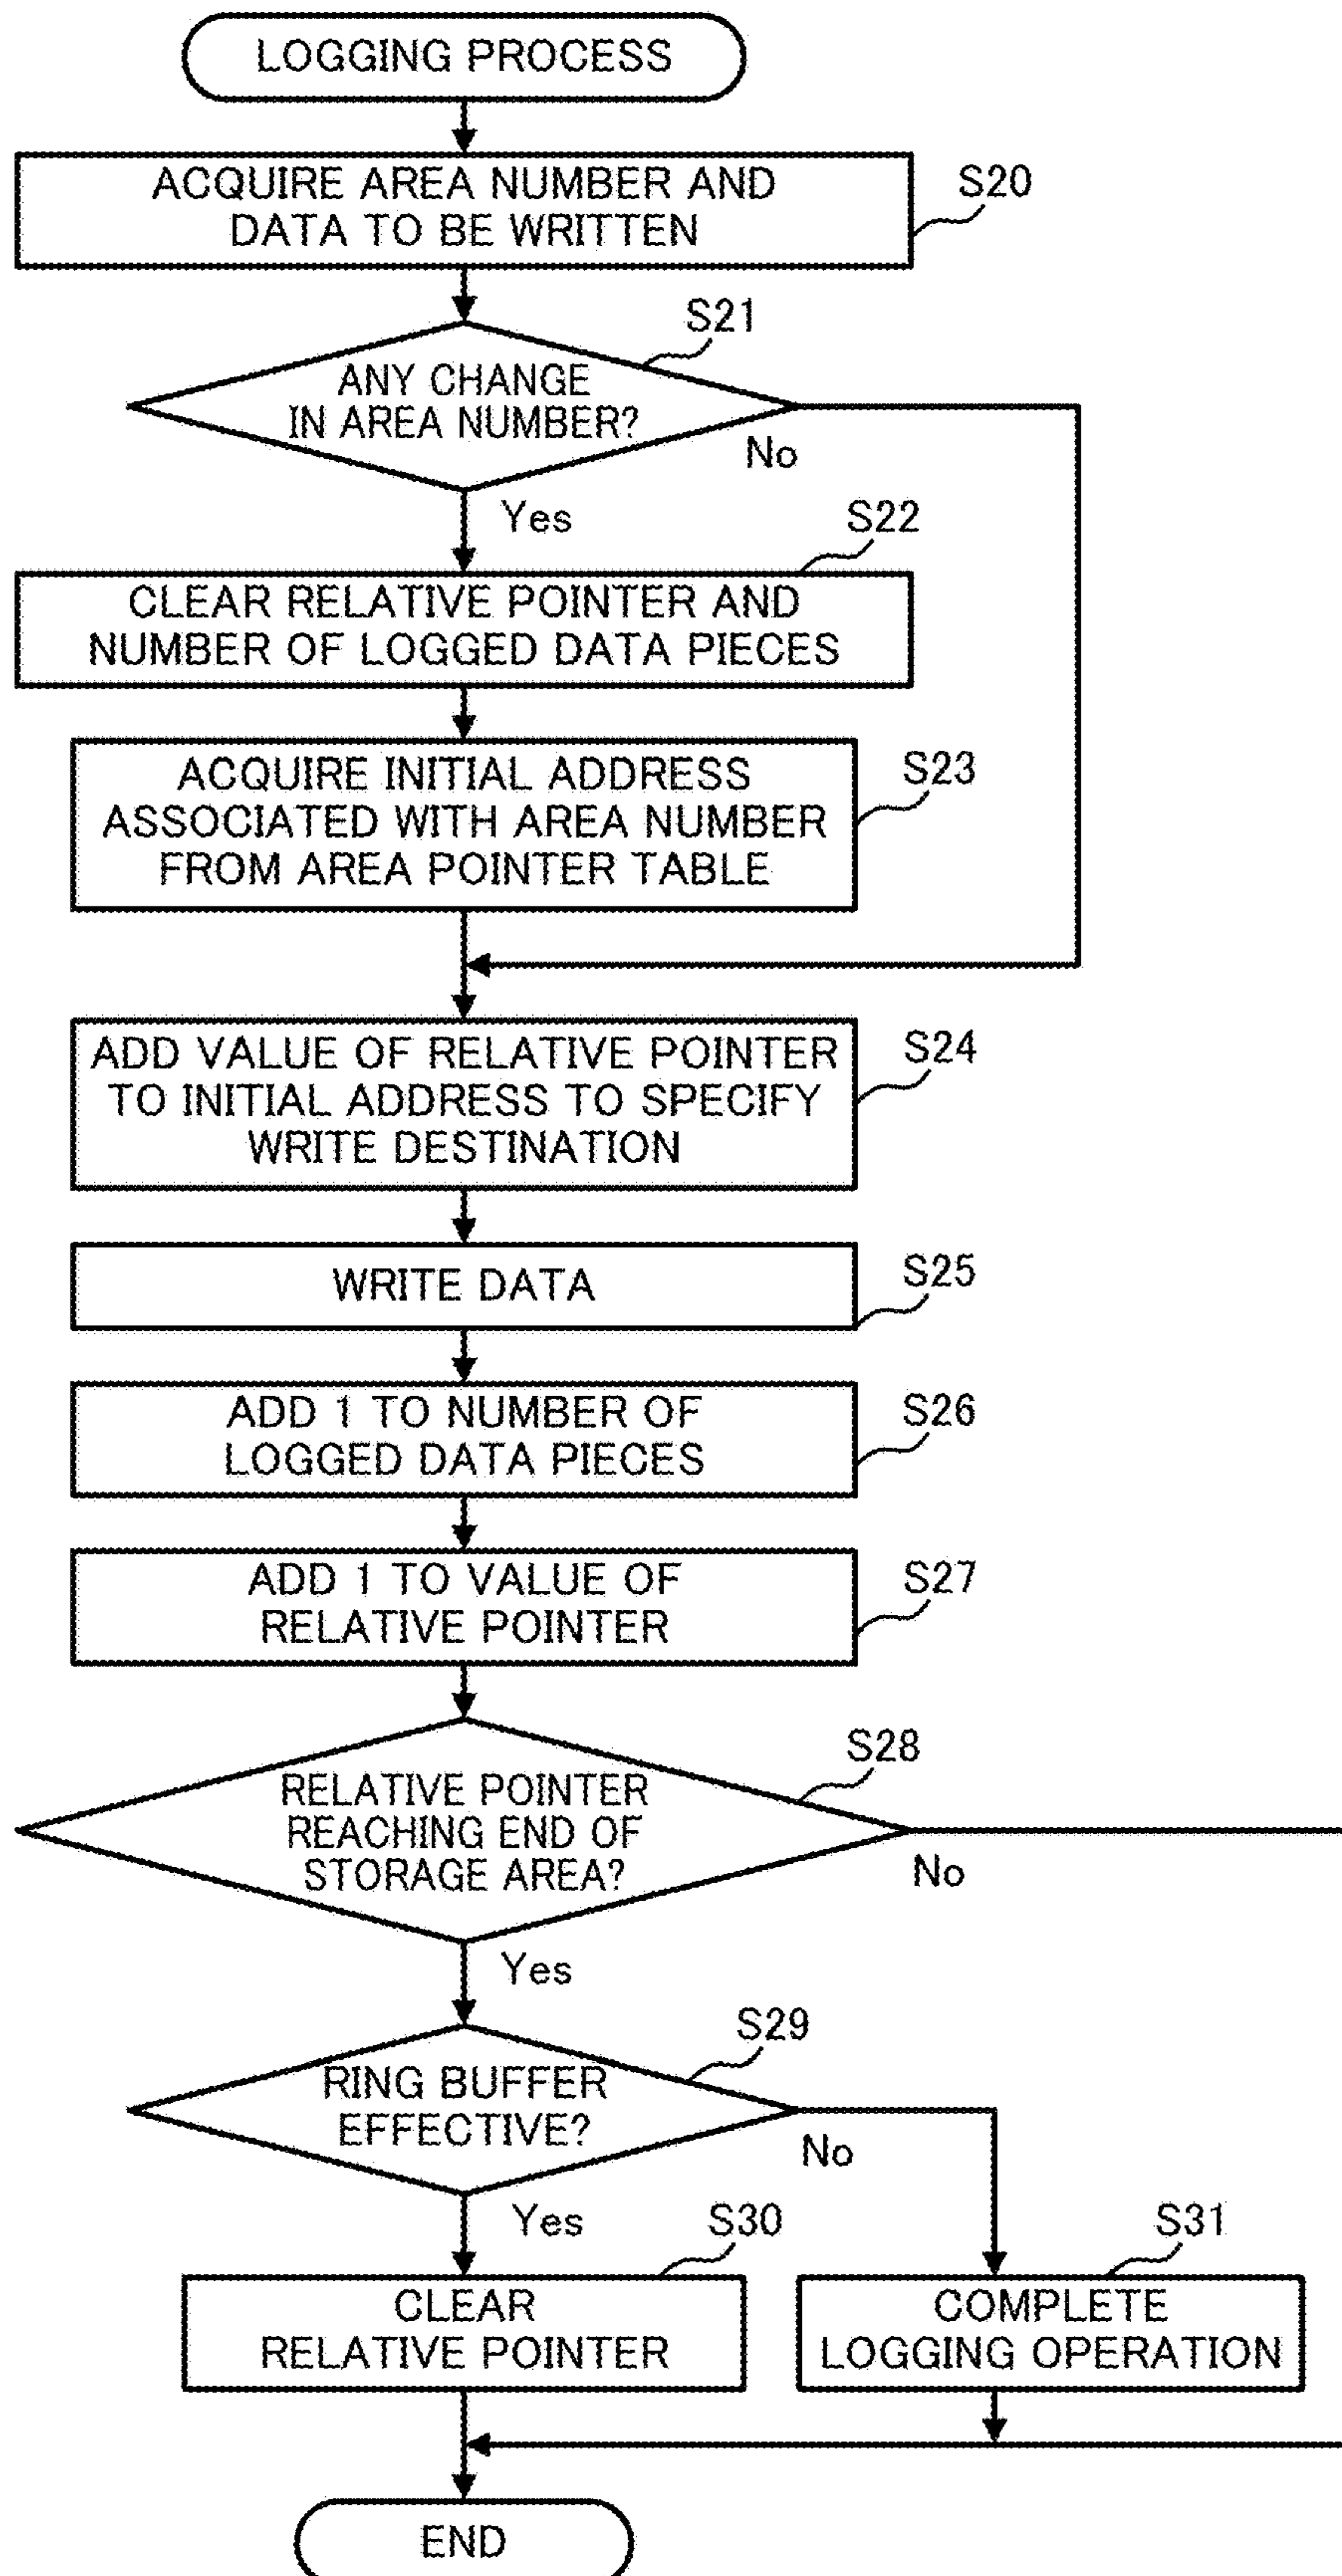 LOGGING PROCESS
ACQUIRE AREA NUMBER AND
DATA TO BE WRITTEN
S20
S21
ANY CHANGE
IN AREA NUMBER?
No
Yes
S22
CLEAR RELATIVE POINTER AND
NUMBER OF LOGGED DATA PIECES
ACQUIRE INITIAL ADDRESS
ASSOCIATED WITH AREA NUMBER
FROM AREA POINTER TABLE
S23
ADD VALUE OF RELATIVE POINTER
TO INITIAL ADDRESS TO SPECIFY
WRITE DESTINATION
S24
WRITE DATA
S25
ADD 1 TO NUMBER OF
LOGGED DATA PIECES
S26
ADD 1 TO VALUE OF
RELATIVE POINTER
S27
S28
RELATIVE POINTER
REACHING END OF
STORAGE AREA?
No
Yes
S29
RING BUFFER
EFFECTIVE?
No
Yes
S30
S31
CLEAR
RELATIVE POINTER
COMPLETE
LOGGING OPERATION
END